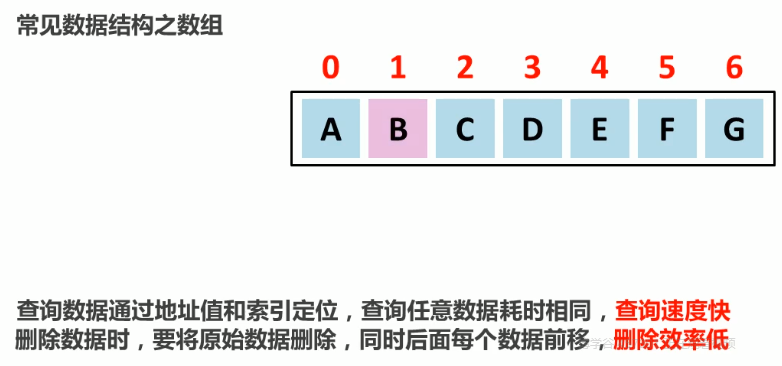 常见数据结构之数组
0 1 2 3 4 5 6
A B C D E F G
查询数据通过地址值和索引定位，查询任意数据耗时相同，查询速度快
删除数据时，要将原始数据删除，同时后面每个数据前移，删除效率低